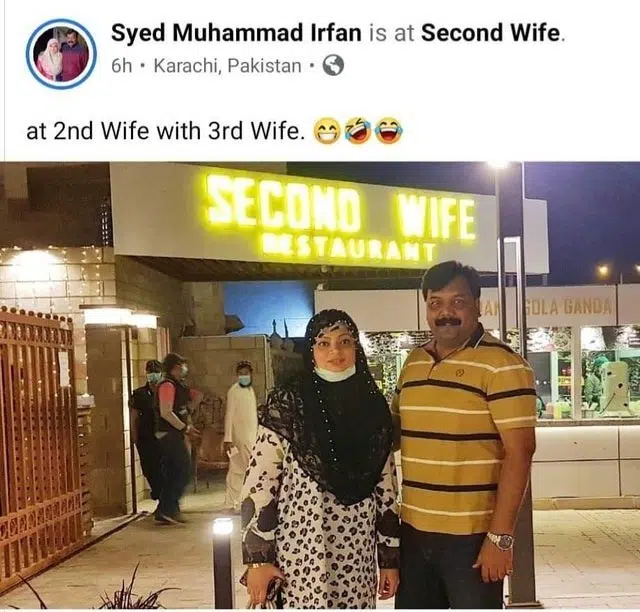 Syed Muhammad Irfan is at Second Wife.
6h • Karachi, Pakistan •
at 2nd Wife with 3rd Wife. 😁🤣😂
SECOND WIFE
RESTAURANT
GOLA GANDA